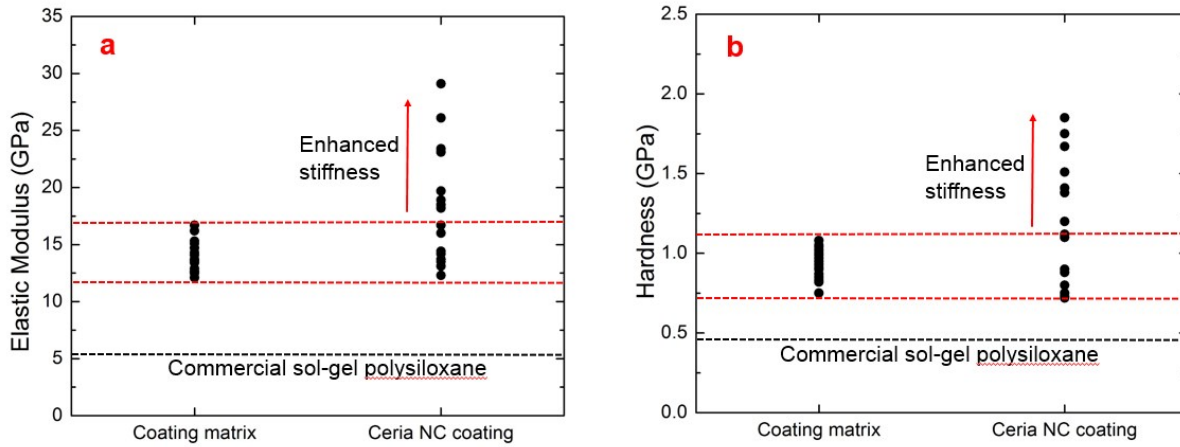 a
Elastic Modulus (GPa)
35
30
25
20
15
10
5
0
Enhanced
stiffness
Commercial sol-gel polysiloxane
Coating matrix
Ceria NC coating
b
Hardness (GPa)
2.5
2.0
1.5
1.0
0.5
0.0
Enhanced
stiffness
Commercial sol-gel polysiloxane
Coating matrix
Ceria NC coating